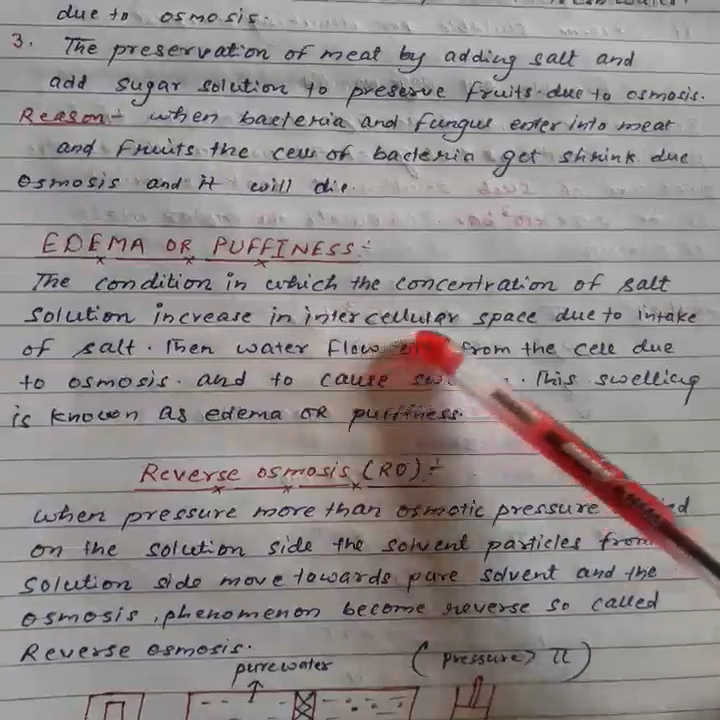 due to osmosis.
3. The preservation of meat by adding salt and
add sugar solution to preserve fruits due to osmosis.
Reason - when bacteria and fungus enter into meat
and fruits the cell of bacteria get shrink due
osmosis and it will die.
EDEMA OR PUFFINESS:-
The condition in which the concentration of salt
solution increase in intercellular space due to intake
of salt. Then water flow from the cell due
to osmosis. and to cause This swelling
is known as edema OR puffiness.
Reverse osmosis (RO):-
when pressure more than osmotic pressure
on the solution side the solvent particles from
solution side move towards pure solvent and the
osmosis, phenomenon become reverse so called
Reverse osmosis.
pure water (pressure > π)